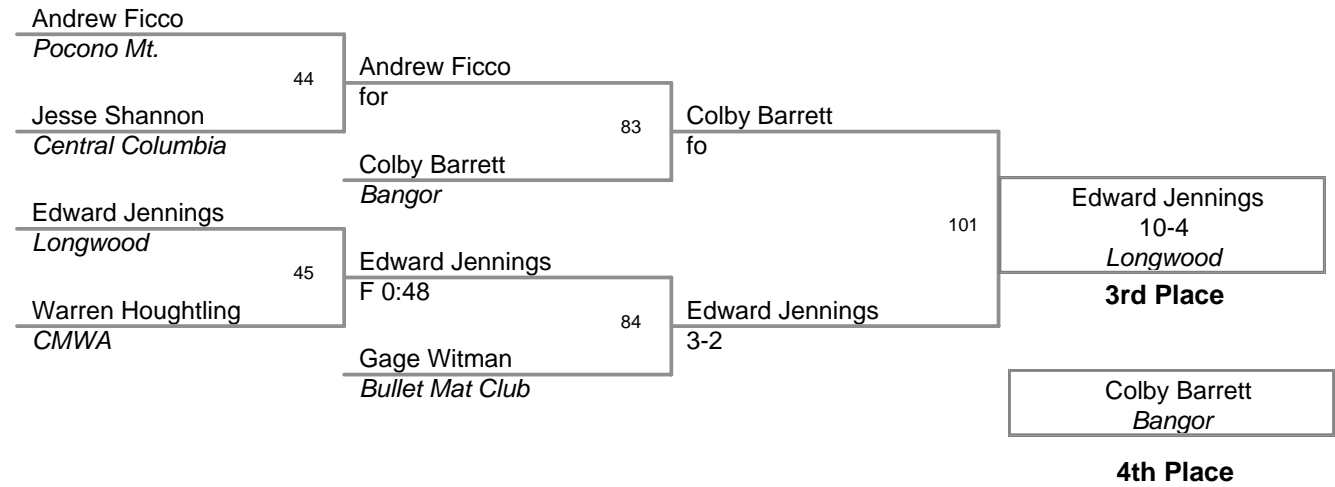 Andrew Ficco
Pocono Mt.
44
Andrew Ficco
for
Jesse Shannon
Central Columbia
83
Colby Barrett
fo
Colby Barrett
Bangor
Edward Jennings
Longwood
101
Edward Jennings
10-4
Longwood
3rd Place
45
Edward Jennings
F 0:48
Warren Houghtling
CMWA
84
Edward Jennings
3-2
Gage Witman
Bullet Mat Club
Colby Barrett
Bangor
4th Place